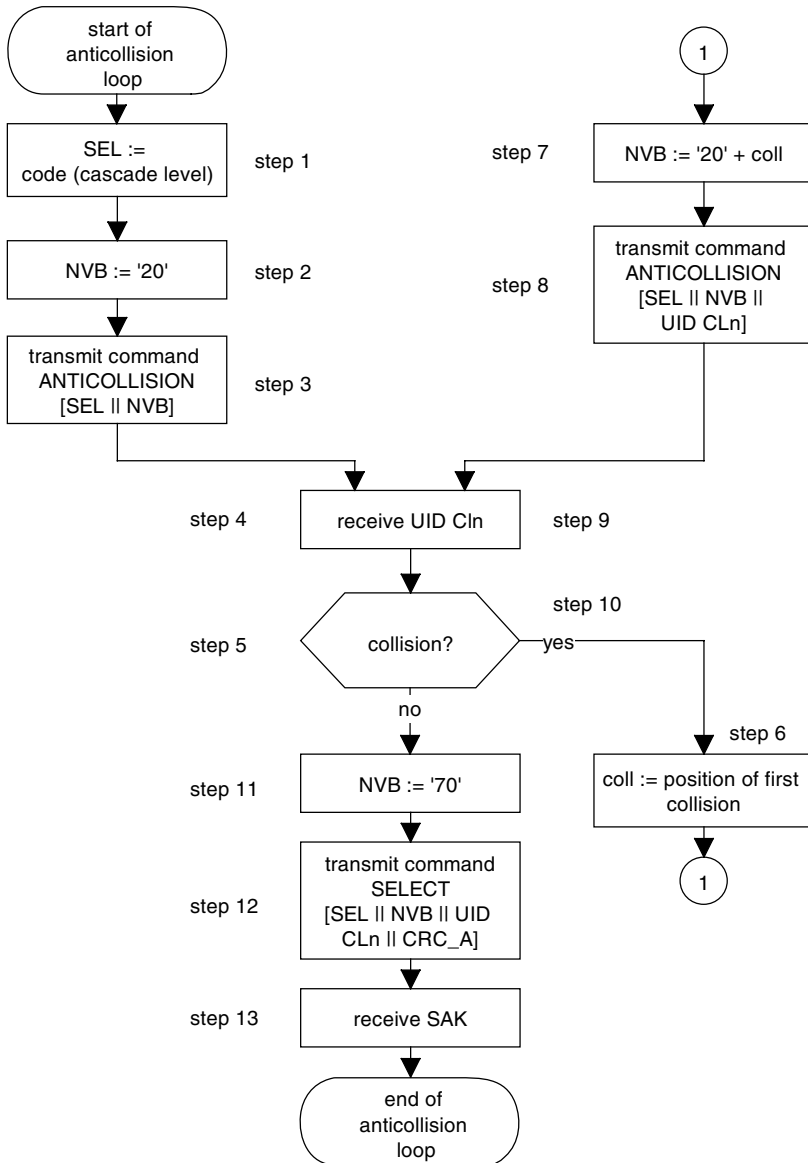 start of
anticollision
loop
SEL :=
code (cascade level)
step 1
NVB := '20'
step 2
transmit command
ANTICOLLISION
[SEL || NVB]
step 3
1
step 7
NVB := '20' + coll
step 8
transmit command
ANTICOLLISION
[SEL || NVB ||
UID CLn]
step 4
receive UID Cln
step 9
step 10
step 5
collision?
yes
no
step 6
coll := position of first
collision
1
step 11
NVB := '70'
step 12
transmit command
SELECT
[SEL || NVB || UID
CLn || CRC_A]
step 13
receive SAK
end of
anticollision
loop